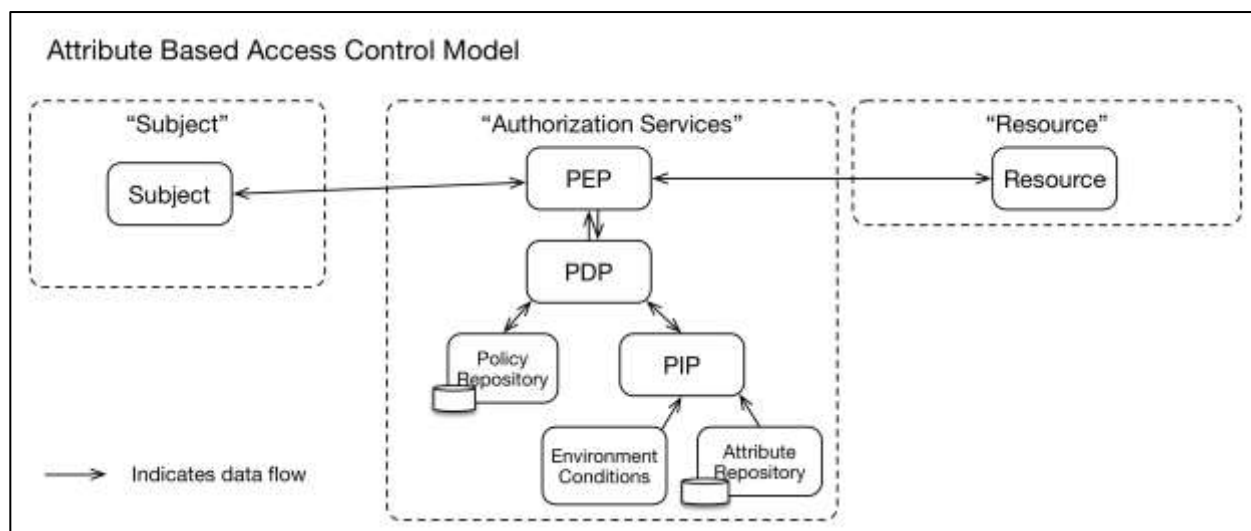 Attribute Based Access Control Model
“Subject”
“Authorization Services”
“Resource”
Subject
PEP
Resource
PDP
Policy
Repository
PIP
Environment
Conditions
Attribute
Repository
Indicates data flow